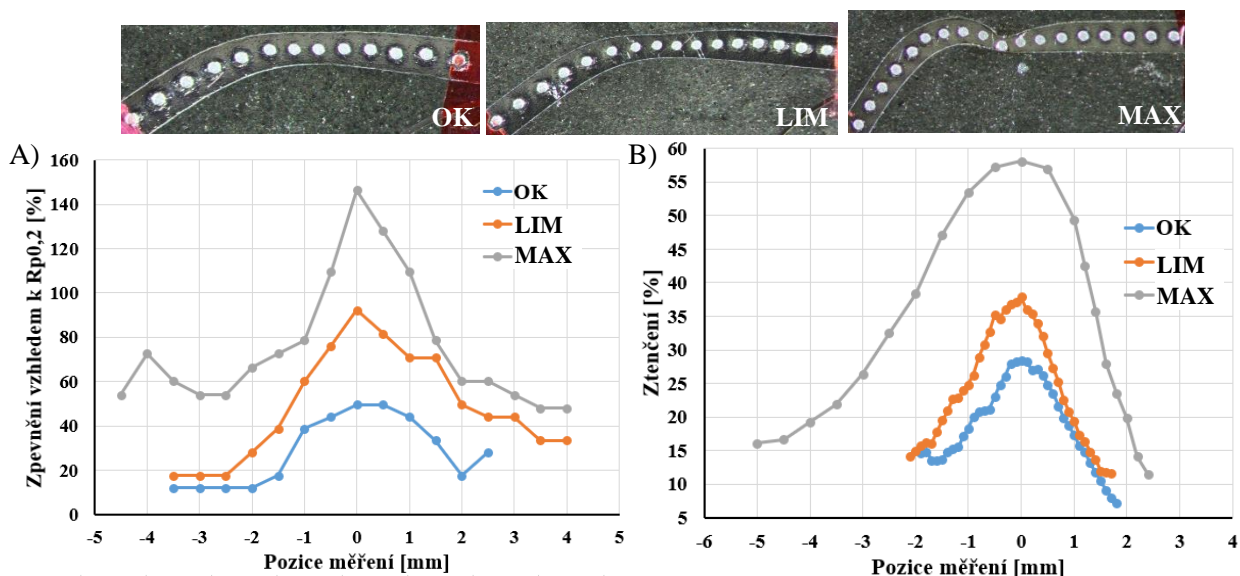 OK
LIM
MAX
A)
Zpevnění vzhledem k Rp0,2 [%]
160
140
120
100
80
60
40
20
0
-5
-4
-3
-2
-1
0
1
2
3
4
5
Pozice měření [mm]
OK
LIM
MAX
B)
Ztenčení [%]
60
55
50
45
40
35
30
25
20
15
10
5
-6
-5
-4
-3
-2
-1
0
1
2
3
4
Pozice měření [mm]
OK
LIM
MAX